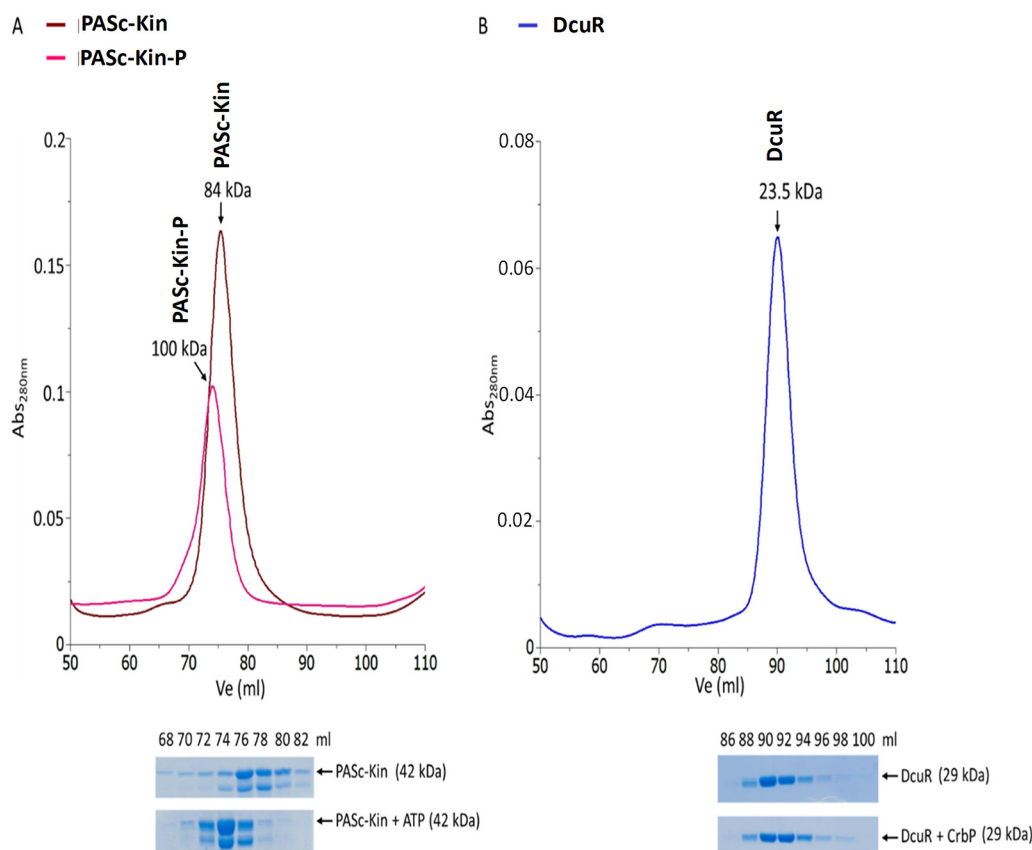 A
PASc-Kin
PASc-Kin-P
PASc-Kin
84 kDa
PASc-Kin-P
100 kDa
0.2
0.15
0.1
0.05
0
Abs280nm
50 60 70 80 90 100 110
Ve (ml)
68 70 72 74 76 78 80 82 ml
PASc-Kin (42 kDa)
PASc-Kin + ATP (42 kDa)
B
DcuR
DcuR
23.5 kDa
0.08
0.06
0.04
0.02
0
Abs280nm
50 60 70 80 90 100 110
Ve (ml)
86 88 90 92 94 96 98 100 ml
DcuR (29 kDa)
DcuR + CrbP (29 kDa)